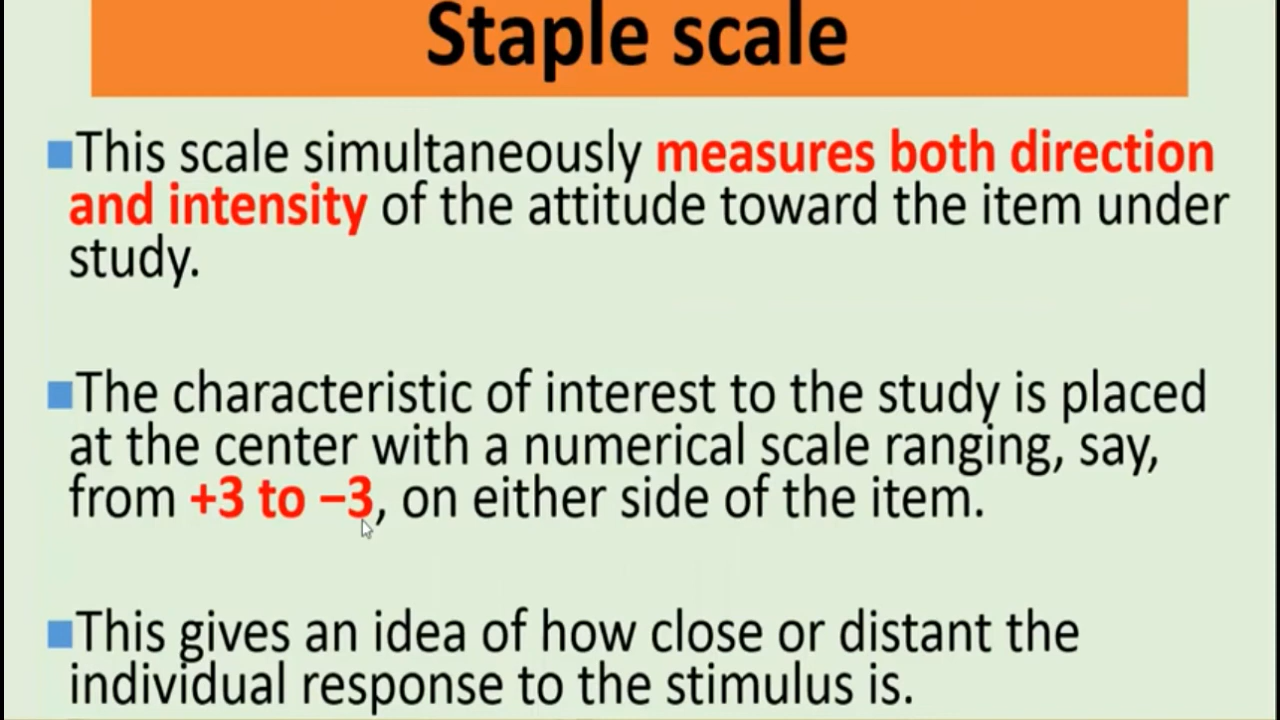 Staple scale
This scale simultaneously measures both direction
and intensity of the attitude toward the item under
study.
The characteristic of interest to the study is placed
at the center with a numerical scale ranging, say,
from +3 to –3, on either side of the item.
This gives an idea of how close or distant the
individual response to the stimulus is.